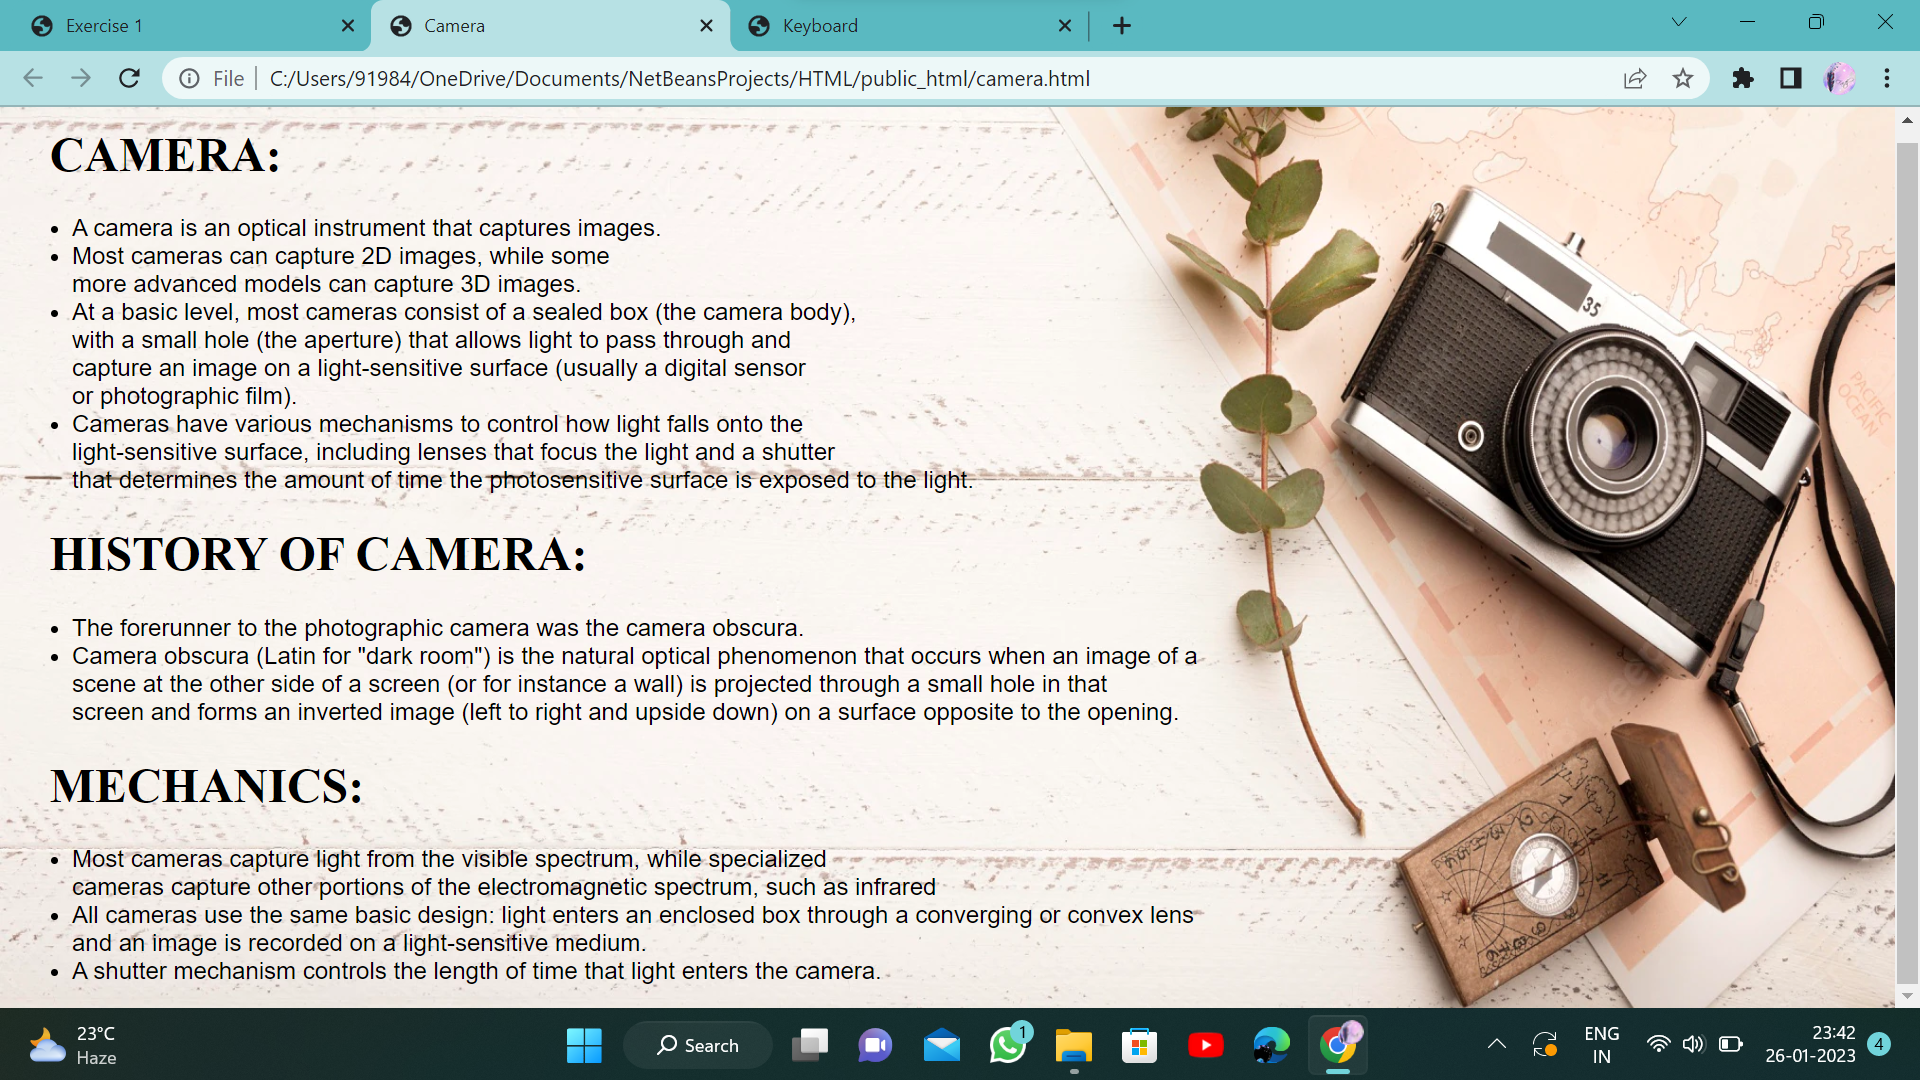 Exercise 1
Camera
Keyboard
File
C:/Users/91984/OneDrive/Documents/NetBeansProjects/HTML/public_html/camera.html
CAMERA:
A camera is an optical instrument that captures images.
Most cameras can capture 2D images, while some
more advanced models can capture 3D images.
At a basic level, most cameras consist of a sealed box (the camera body),
with a small hole (the aperture) that allows light to pass through and
capture an image on a light-sensitive surface (usually a digital sensor
or photographic film).
Cameras have various mechanisms to control how light falls onto the
light-sensitive surface, including lenses that focus the light and a shutter
that determines the amount of time the photosensitive surface is exposed to the light.
35
PACIFIC
OCEAN
HISTORY OF CAMERA:
The forerunner to the photographic camera was the camera obscura.
Camera obscura (Latin for "dark room") is the natural optical phenomenon that occurs when an image of a
scene at the other side of a screen (or for instance a wall) is projected through a small hole in that
screen and forms an inverted image (left to right and upside down) on a surface opposite to the opening.
MECHANICS:
Most cameras capture light from the visible spectrum, while specialized
cameras capture other portions of the electromagnetic spectrum, such as infrared
All cameras use the same basic design: light enters an enclosed box through a converging or convex lens
and an image is recorded on a light-sensitive medium.
A shutter mechanism controls the length of time that light enters the camera.
23°C
Haze
Search
1
ENG
IN
23:42
26-01-2023
4